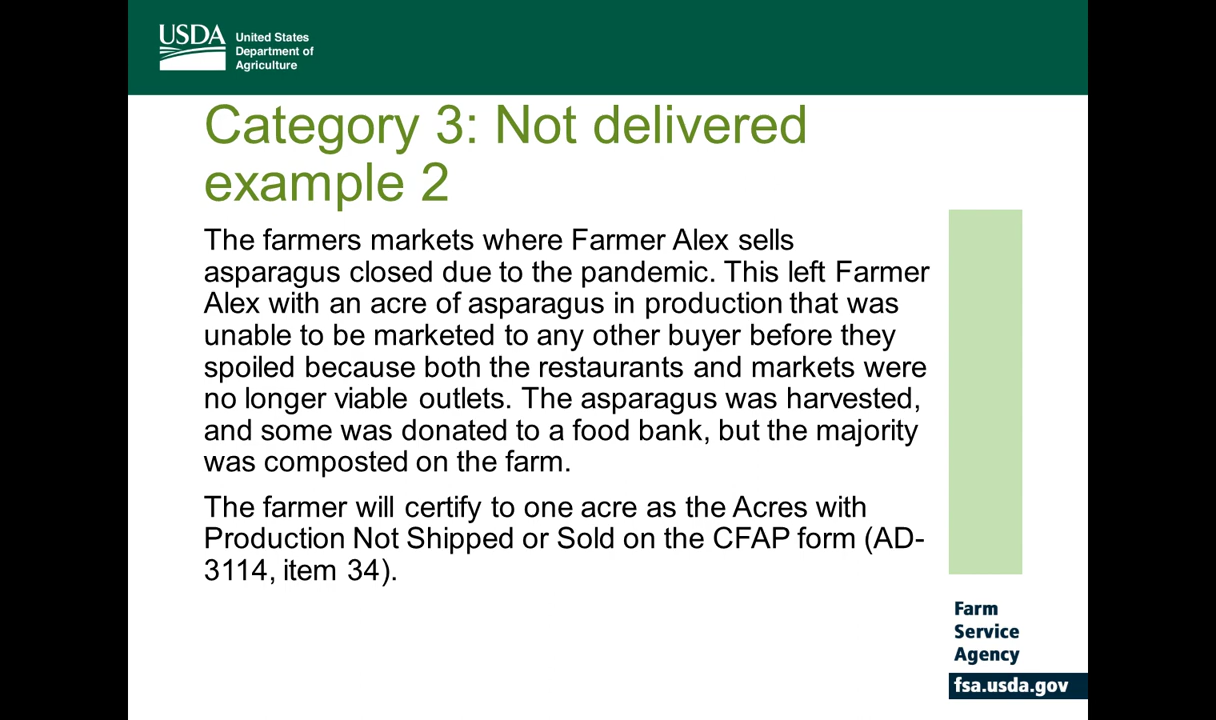 USDA
United States
Department of
Agriculture
Category 3: Not delivered
example 2
The farmers markets where Farmer Alex sells
asparagus closed due to the pandemic. This left Farmer
Alex with an acre of asparagus in production that was
unable to be marketed to any other buyer before they
spoiled because both the restaurants and markets were
no longer viable outlets. The asparagus was harvested,
and some was donated to a food bank, but the majority
was composted on the farm.
The farmer will certify to one acre as the Acres with
Production Not Shipped or Sold on the CFAP form (AD-
3114, item 34).
Farm
Service
Agency
fsa.usda.gov